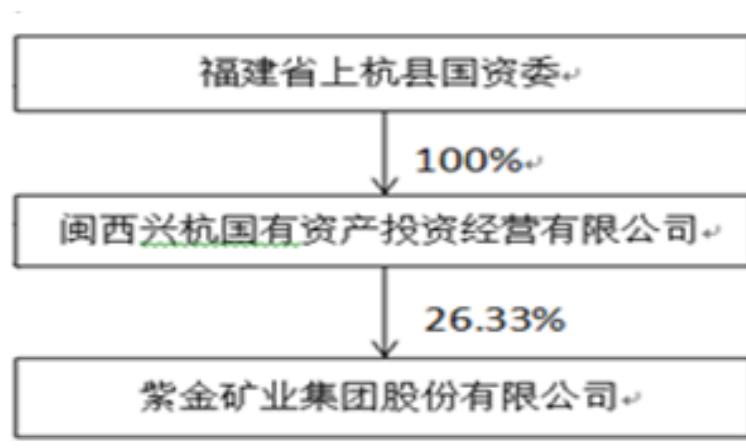 福建省上杭县国资委
100%
闽西兴杭国有资产投资经营有限公司
26.33%
紫金矿业集团股份有限公司